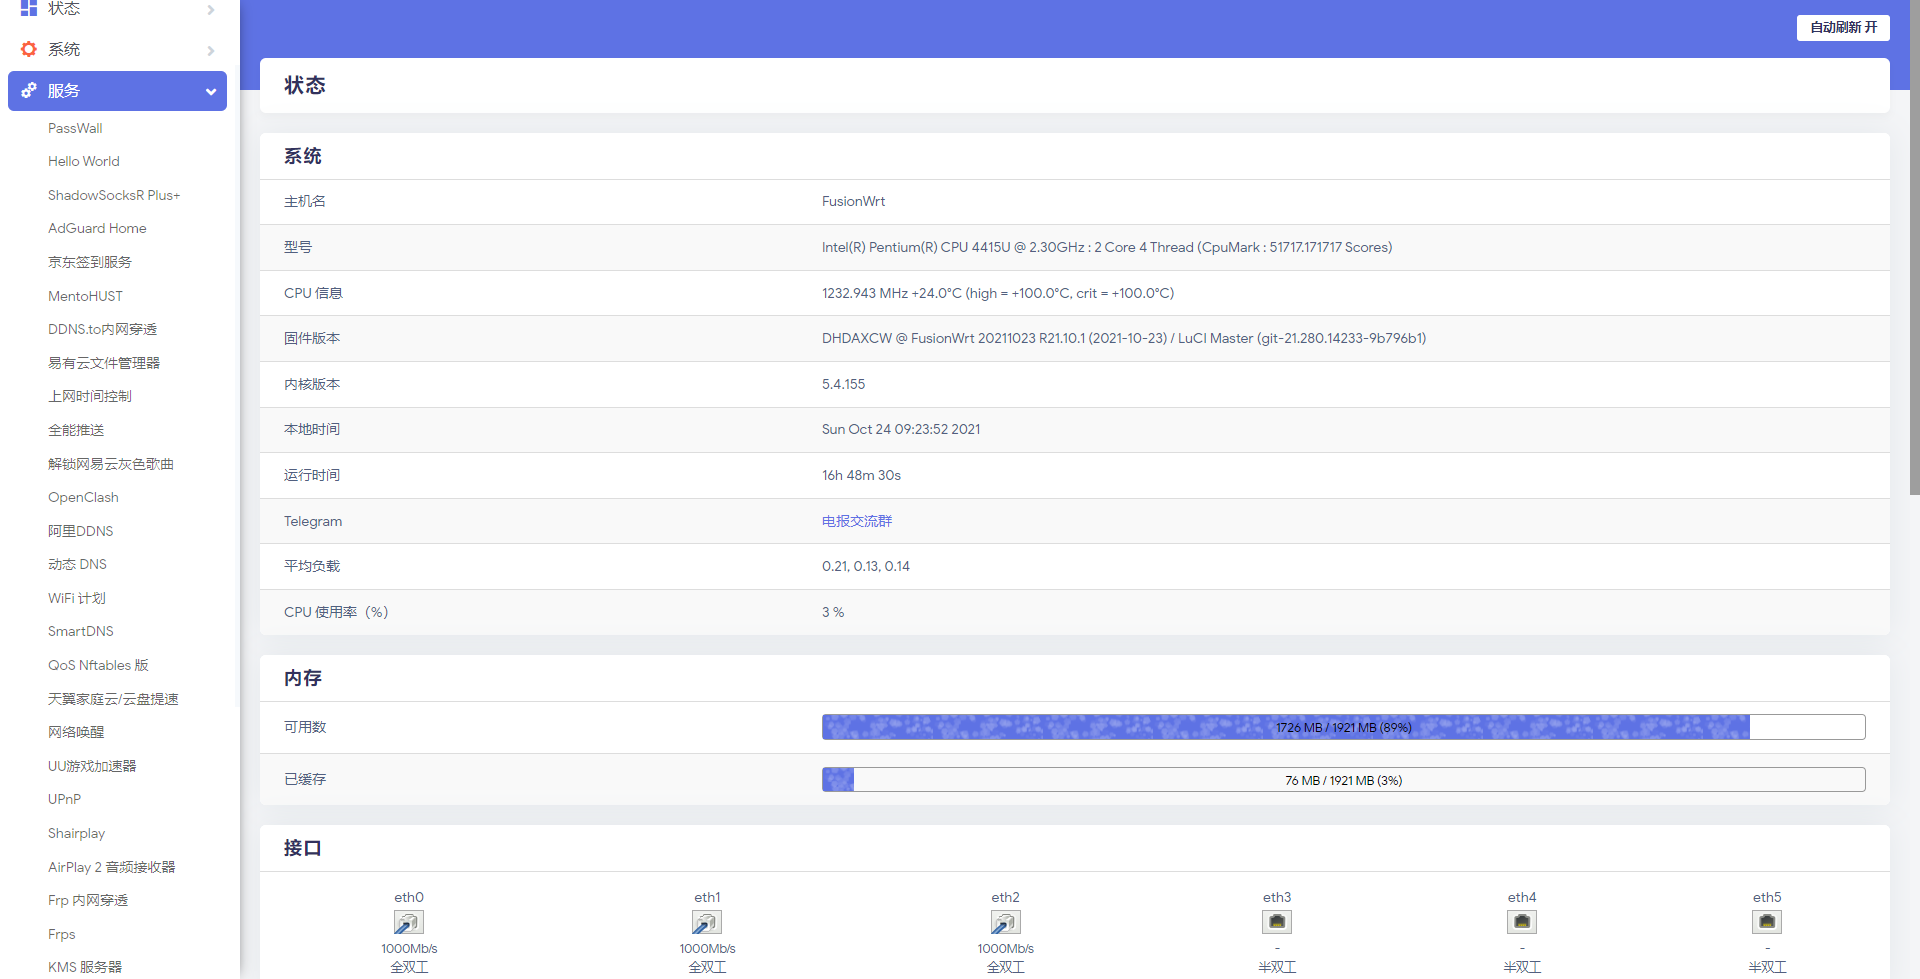 状态
系统
服务
PassWall
Hello World
ShadowSocksR Plus+
AdGuard Home
京东签到服务
MentoHUST
DDNS.to内网穿透
易有云文件管理器
上网时间控制
全能推送
解锁网易云灰色歌曲
OpenClash
阿里DDNS
动态 DNS
WiFi 计划
SmartDNS
QoS Nftables 版
天翼家庭云/云盘提速
网络唤醒
UU游戏加速器
UPnP
Shairplay
AirPlay 2 音频接收器
Frp 内网穿透
Frps
KMS 服务器
自动刷新 开
状态
系统
主机名 FusionWrt
型号 Intel(R) Pentium(R) CPU 4415U @ 2.30GHz : 2 Core 4 Thread (CpuMark : 51717.171717 Scores)
CPU 信息 1232.943 MHz +24.0°C (high = +100.0°C, crit = +100.0°C)
固件版本 DHDAXCW @ FusionWrt 20211023 R21.10.1 (2021-10-23) / LuCI Master (git-21.280.14233-9b796b1)
内核版本 5.4.155
本地时间 Sun Oct 24 09:23:52 2021
运行时间 16h 48m 30s
Telegram 电报交流群
平均负载 0.21, 0.13, 0.14
CPU 使用率（%） 3 %
内存
可用数 1726 MB / 1921 MB (89%)
已缓存 76 MB / 1921 MB (3%)
接口
eth0 eth1 eth2 eth3 eth4 eth5
1000Mb/s 1000Mb/s 1000Mb/s - - -
全双工 全双工 全双工 半双工 半双工 半双工